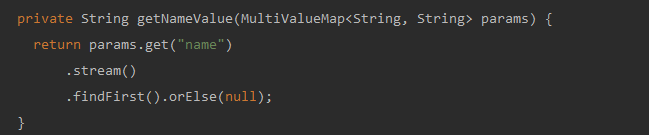 private String getNameValue(MultiValueMap<String, String> params) {
return params.get("name")
.stream()
.findFirst().orElse(null);
}